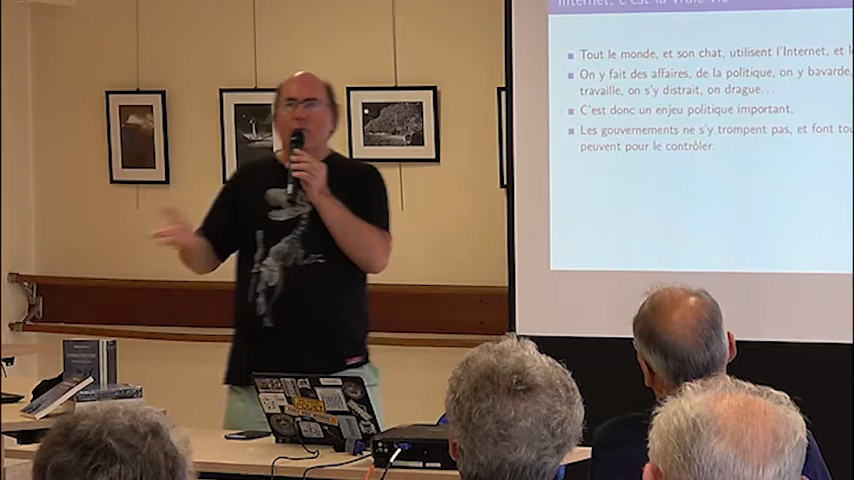 Internet, c'est la vraie vie
Tout le monde, et son chat, utilisent l'Internet, et
On y fait des affaires, de la politique, on y bavarde,
travaille, on s'y distrait, on drague...
C'est donc un enjeu politique important,
Les gouvernements ne s'y trompent pas, et font
peuvent pour le contrôler.